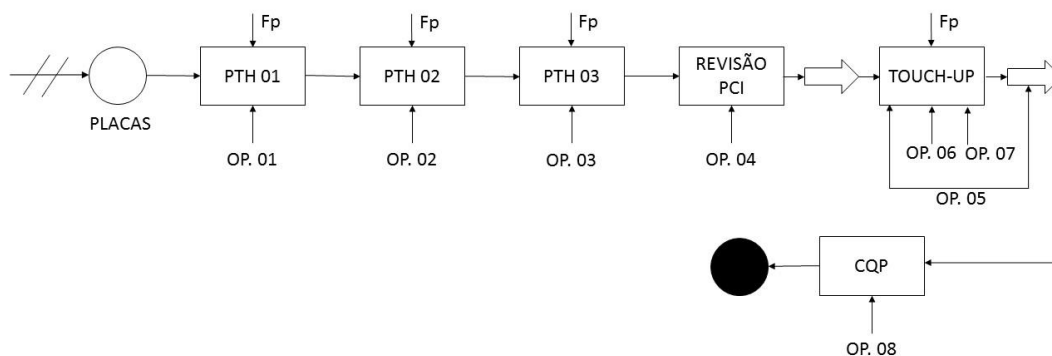 Fp
Fp
Fp
Fp
PTH 01
PTH 02
PTH 03
REVISÃO
PCI
TOUCH-UP
PLACAS
OP. 01
OP. 02
OP. 03
OP. 04
OP. 06
OP. 07
OP. 05
CQP
OP. 08